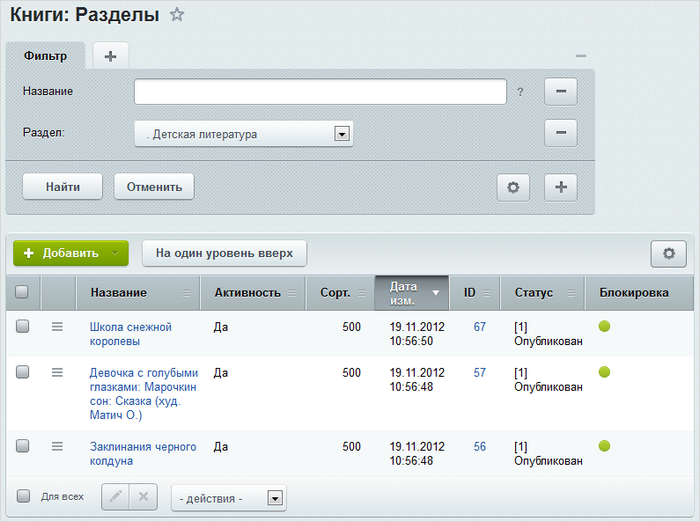 Книги: Разделы
Фильтр
Название
?
Раздел:
. Детская литература
Найти
Отменить
Добавить
На один уровень вверх
Название
Активность
Сорт.
Дата
изм.
ID
Статус
Блокировка
Школа снежной
королевы
Да
500
19.11.2012
10:56:50
67
[1]
Опубликован
Девочка с голубыми
глазками: Марочкин
сон: Сказка (худ.
Матич О.)
Да
500
19.11.2012
10:56:48
57
[1]
Опубликован
Заклинания черного
колдуна
Да
500
19.11.2012
10:56:48
56
[1]
Опубликован
Для всех
- действия -